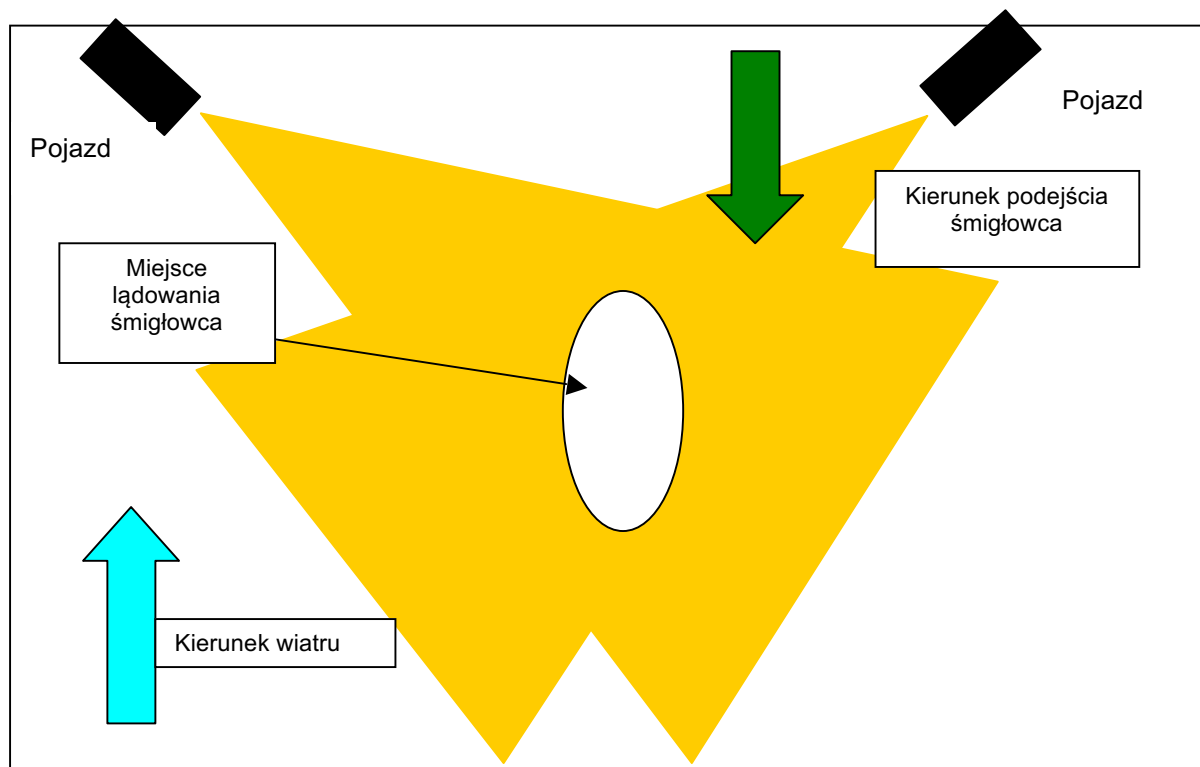 Pojazd
Pojazd
Kierunek podejścia
śmigłowca
Miejsce
lądowania
śmigłowca
Kierunek wiatru